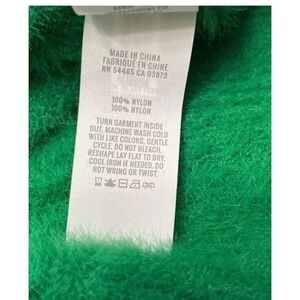 MADE IN CHINA
FABRIQUÉ EN CHINE
RN 54485 CA 03873
100% NYLON
100% NYLON
TURN GARMENT INSIDE
OUT. MACHINE WASH COLD
WITH LIKE COLORS, GENTLE
CYCLE. DO NOT BLEACH.
RESHAPE LAY FLAT TO DRY.
COOL IRON IF NEEDED. DO
NOT WRING OR TWIST.